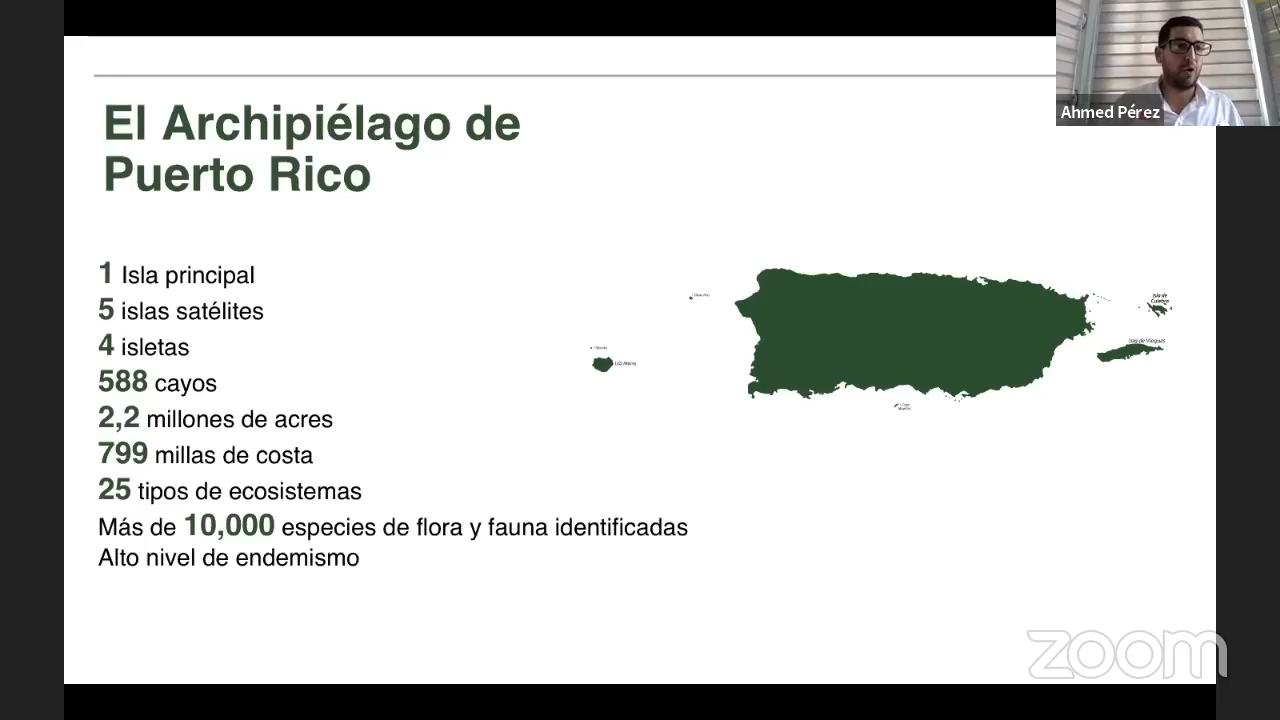 Ahmed Pérez
El Archipiélago de
Puerto Rico
1 Isla principal
5 islas satélites
4 isletas
588 cayos
2,2 millones de acres
799 millas de costa
25 tipos de ecosistemas
Más de 10,000 especies de flora y fauna identificadas
Alto nivel de endemismo
Isla de
Culebra
Isla de Vieques
Isla Mona
zoom